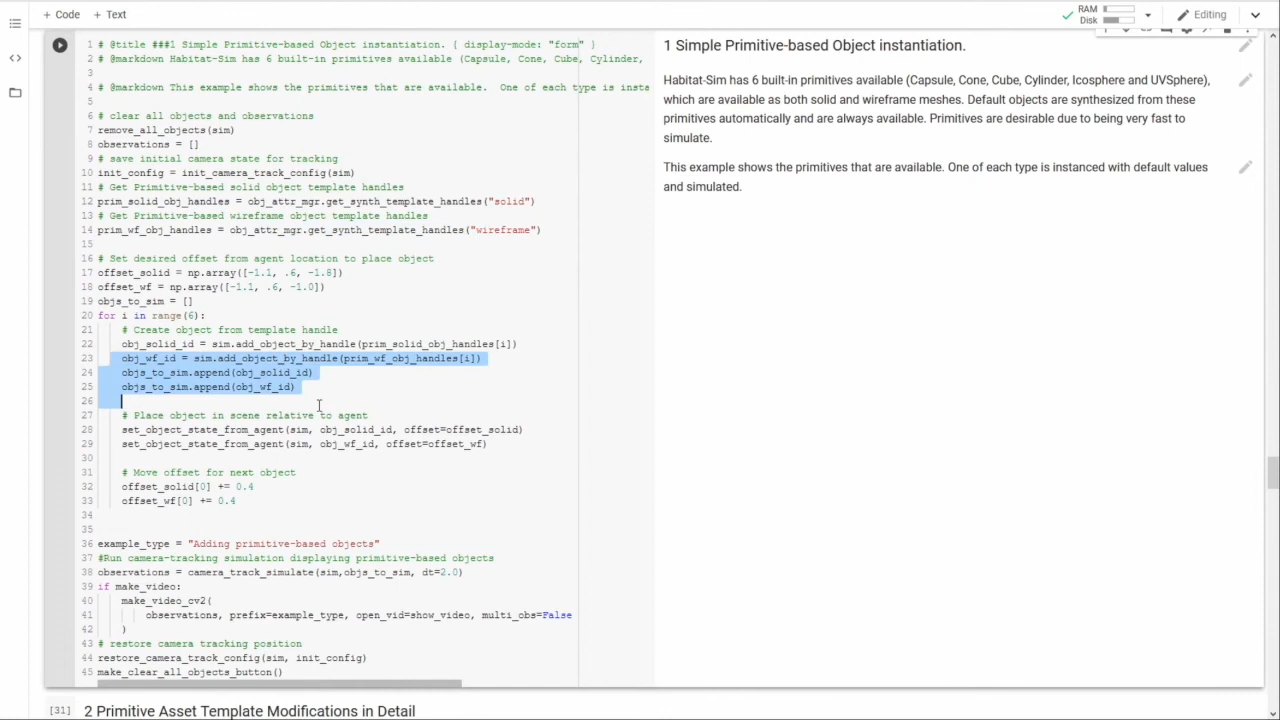 + Code + Text
RAM
Disk
Editing
1 # @title ###1 Simple Primitive-based Object instantiation. { display-mode: "form" }
2 # @markdown Habitat-Sim has 6 built-in primitives available (Capsule, Cone, Cube, Cylinder,
3
4 # @markdown This example shows the primitives that are available.  One of each type is insta
5
6 # clear all objects and observations
7 remove_all_objects(sim)
8 observations = []
9 # save initial camera state for tracking
10 init_config = init_camera_track_config(sim)
11 # Get Primitive-based solid object template handles
12 prim_solid_obj_handles = obj_attr_mgr.get_synth_template_handles("solid")
13 # Get Primitive-based wireframe object template handles
14 prim_wf_obj_handles = obj_attr_mgr.get_synth_template_handles("wireframe")
15
16 # Set desired offset from agent location to place object
17 offset_solid = np.array([-1.1, .6, -1.8])
18 offset_wf = np.array([-1.1, .6, -1.0])
19 objs_to_sim = []
20 for i in range(6):
21     # Create object from template handle
22     obj_solid_id = sim.add_object_by_handle(prim_solid_obj_handles[i])
23     obj_wf_id = sim.add_object_by_handle(prim_wf_obj_handles[i])
24     objs_to_sim.append(obj_solid_id)
25     objs_to_sim.append(obj_wf_id)
26
27     # Place object in scene relative to agent
28     set_object_state_from_agent(sim, obj_solid_id, offset=offset_solid)
29     set_object_state_from_agent(sim, obj_wf_id, offset=offset_wf)
30
31     # Move offset for next object
32     offset_solid[0] += 0.4
33     offset_wf[0] += 0.4
34
35
36 example_type = "Adding primitive-based objects"
37 #Run camera-tracking simulation displaying primitive-based objects
38 observations = camera_track_simulate(sim,objs_to_sim, dt=2.0)
39 if make_video:
40     make_video_cv2(
41         observations, prefix=example_type, open_vid=show_video, multi_obs=False
42     )
43 # restore camera tracking position
44 restore_camera_track_config(sim, init_config)
45 make_clear_all_objects_button()
1 Simple Primitive-based Object instantiation.
Habitat-Sim has 6 built-in primitives available (Capsule, Cone, Cube, Cylinder, Icosphere and UVSphere),
which are available as both solid and wireframe meshes. Default objects are synthesized from these
primitives automatically and are always available. Primitives are desirable due to being very fast to
simulate.
This example shows the primitives that are available. One of each type is instanced with default values
and simulated.
[31] 2 Primitive Asset Template Modifications in Detail